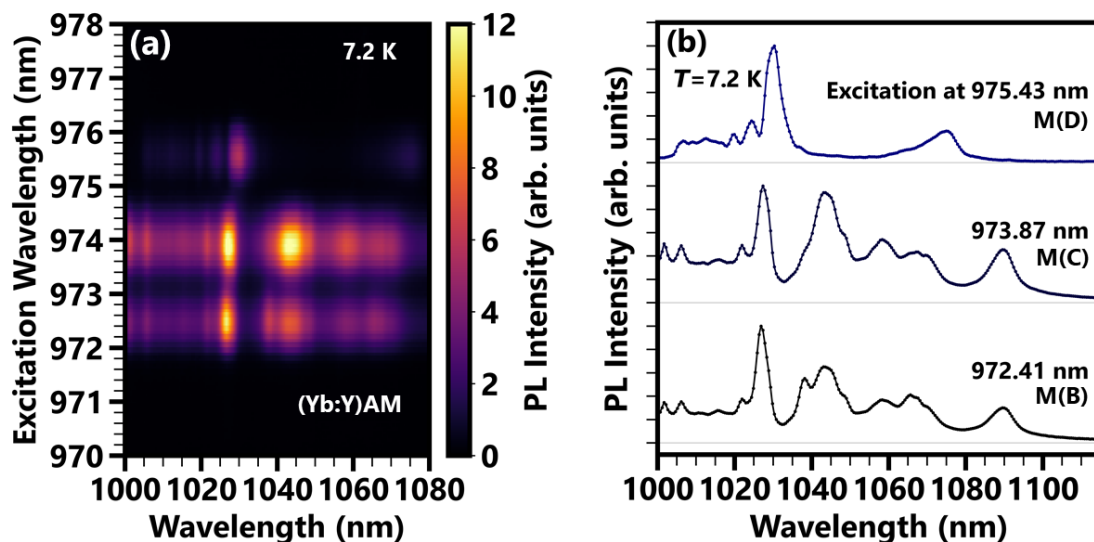 (a)
7.2 K
(Yb:Y)AM
Excitation Wavelength (nm)
978
977
976
975
974
973
972
971
970
1000 1020 1040 1060 1080
Wavelength (nm)
12
10
8
6
4
2
0
PL Intensity (arb. units)
(b)
T=7.2 K
Excitation at 975.43 nm
M(D)
973.87 nm
M(C)
972.41 nm
M(B)
PL Intensity (arb. units)
1000 1020 1040 1060 1080 1100
Wavelength (nm)